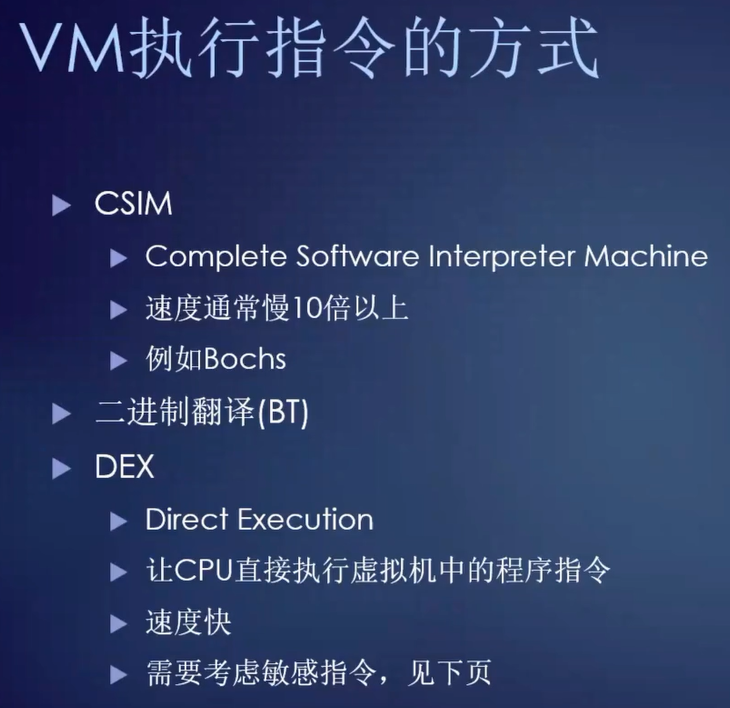 VM执行指令的方式
CSIM
Complete Software Interpreter Machine
速度通常慢10倍以上
例如Bochs
二进制翻译(BT)
DEX
Direct Execution
让CPU直接执行虚拟机中的程序指令
速度快
需要考虑敏感指令，见下页